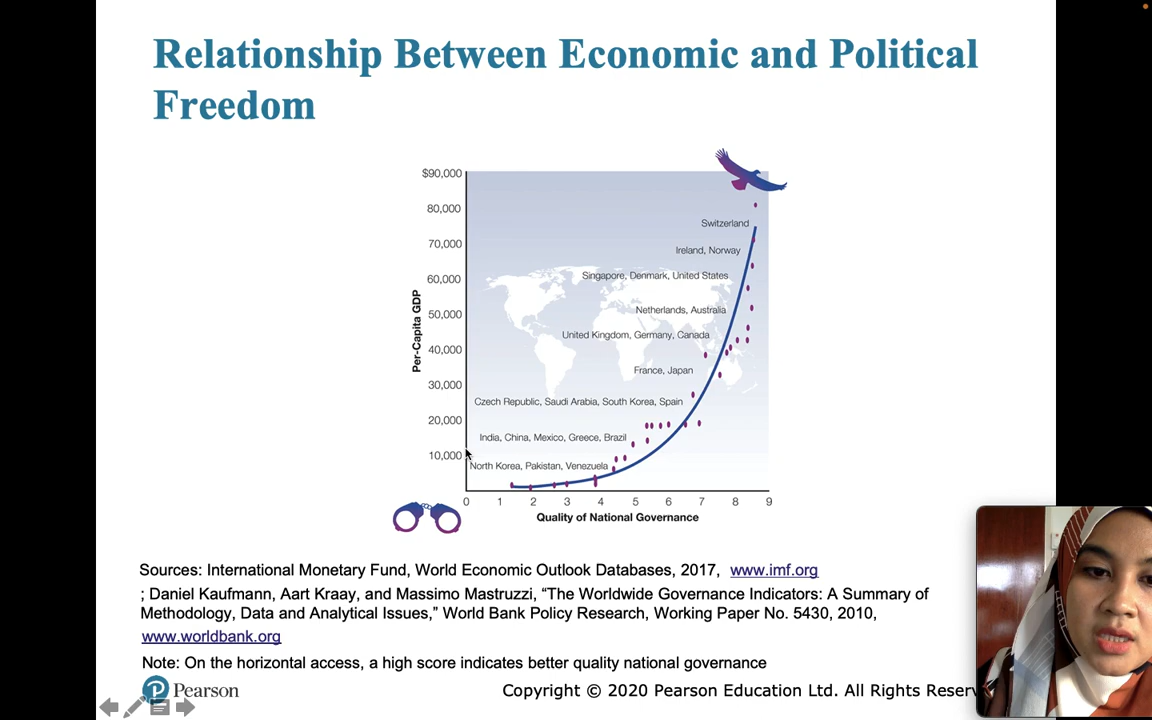 Relationship Between Economic and Political
Freedom
$90,000
80,000
70,000
60,000
50,000
40,000
30,000
20,000
10,000
Per-Capita GDP
Switzerland
Ireland, Norway
Singapore, Denmark, United States
Netherlands, Australia
United Kingdom, Germany, Canada
France, Japan
Czech Republic, Saudi Arabia, South Korea, Spain
India, China, Mexico, Greece, Brazil
North Korea, Pakistan, Venezuela
0 1 2 3 4 5 6 7 8 9
Quality of National Governance
Sources: International Monetary Fund, World Economic Outlook Databases, 2017, www.imf.org
; Daniel Kaufmann, Aart Kraay, and Massimo Mastruzzi, “The Worldwide Governance Indicators: A Summary of
Methodology, Data and Analytical Issues,” World Bank Policy Research, Working Paper No. 5430, 2010,
www.worldbank.org
Note: On the horizontal access, a high score indicates better quality national governance
P Pearson
Copyright © 2020 Pearson Education Ltd. All Rights Reserv